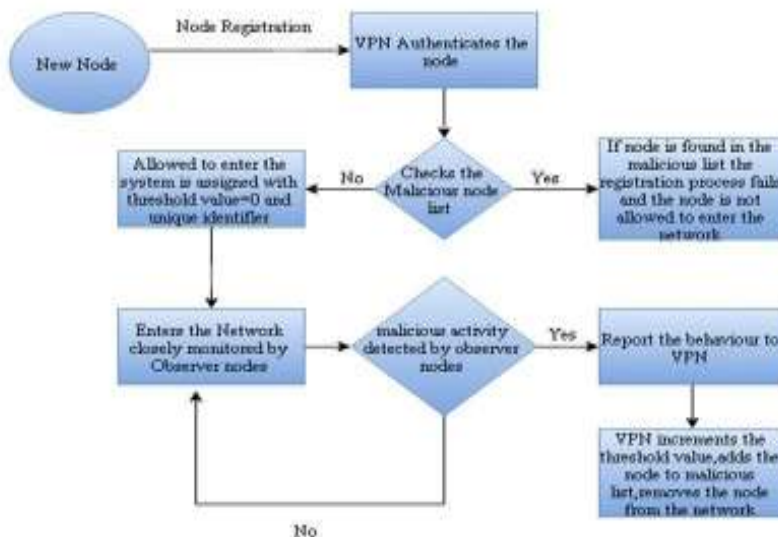 Node Registration
New Node
VPN Authenticates the
node
Checks the
Malicious node
list
No
Yes
Allowed to enter the
system is assigned with
threshold value=0 and
unique identifier
If node is found in the
malicious list the
registration process fails
and the node is not
allowed to enter the
network
Enters the Network
closely monitored by
Observer nodes
malicious activity
detected by observer
nodes
Yes
Report the behaviour to
VPN
VPN increments the
threshold value,adds the
node to malicious
list,removes the node
from the network
No